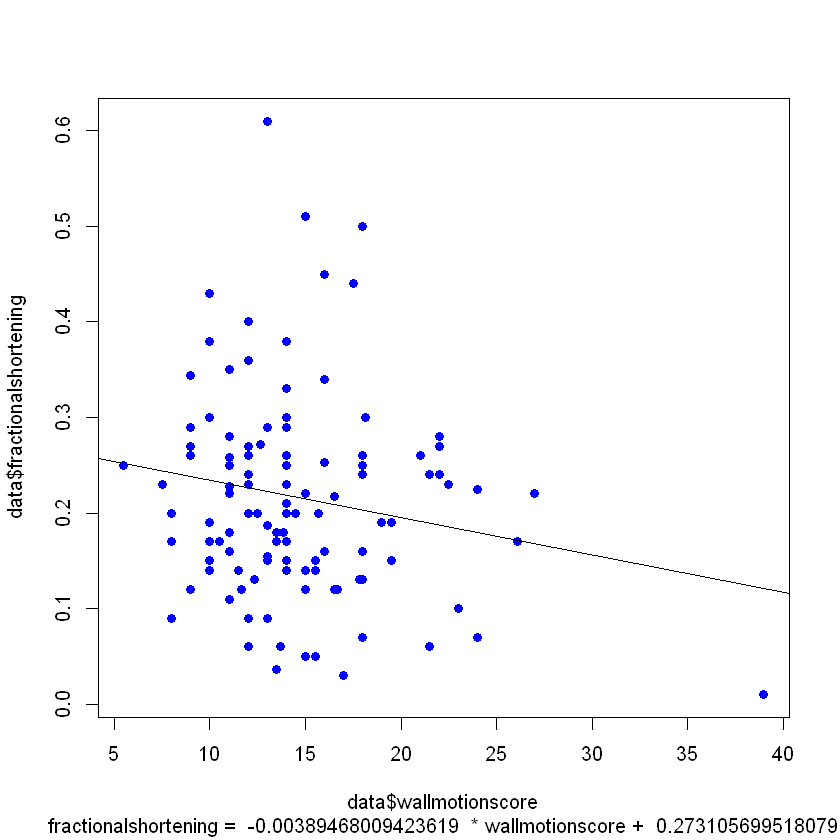 0.6
0.5
0.4
0.3
0.2
0.1
0.0
data$fractionalshortening
5 10 15 20 25 30 35 40
data$wallmotionscore
fractionalshortening = -0.00389468009423619 * wallmotionscore + 0.273105699518079